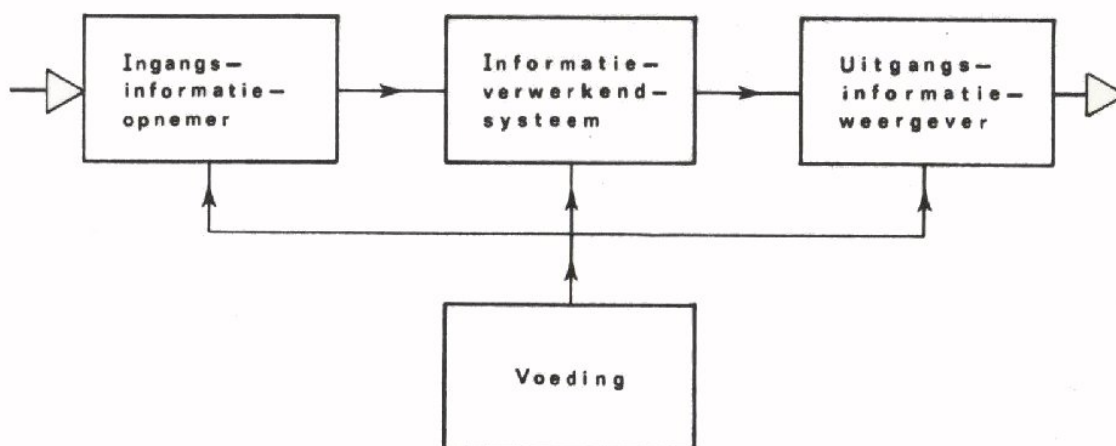 Ingangs-
informatie-
opnemer
Informatie-
verwerkend-
systeem
Uitgangs-
informatie-
weergever
Voeding